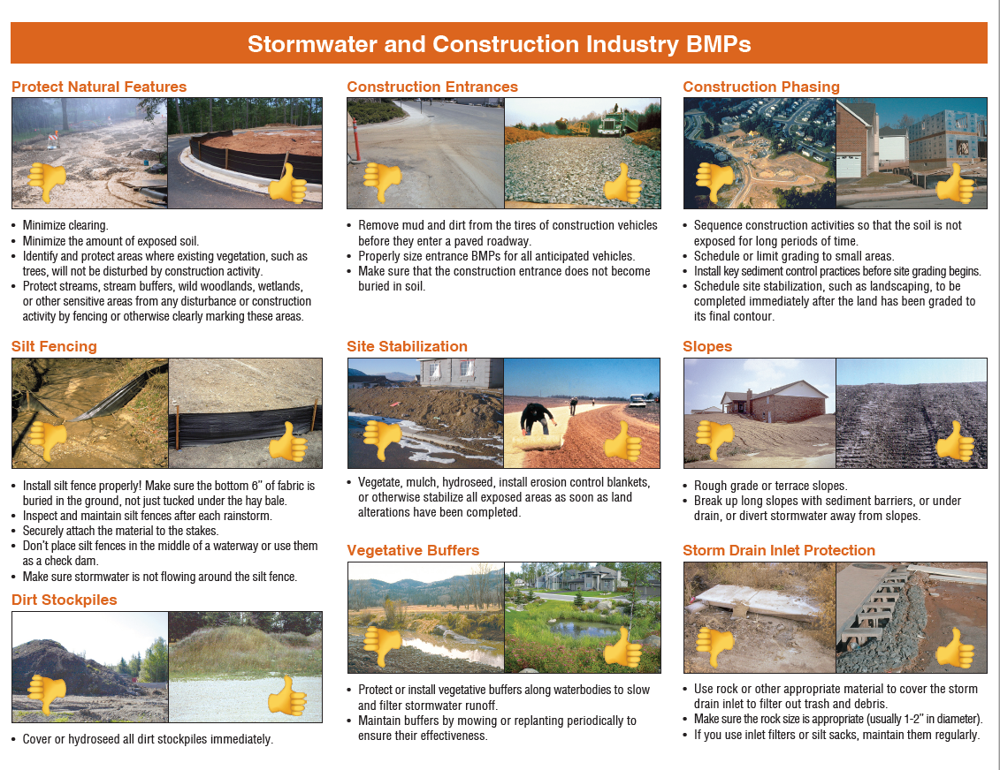 Stormwater and Construction Industry BMPs
Protect Natural Features
• Minimize clearing.
• Minimize the amount of exposed soil.
• Identify and protect areas where existing vegetation, such as
trees, will not be disturbed by construction activity.
• Protect streams, stream buffers, wild woodlands, wetlands,
or other sensitive areas from any disturbance or construction
activity by fencing or otherwise clearly marking these areas.
Construction Entrances
• Remove mud and dirt from the tires of construction vehicles
before they enter a paved roadway.
• Properly size entrance BMPs for all anticipated vehicles.
• Make sure that the construction entrance does not become
buried in soil.
Construction Phasing
• Sequence construction activities so that the soil is not
exposed for long periods of time.
• Schedule or limit grading to small areas.
• Install key sediment control practices before site grading begins.
• Schedule site stabilization, such as landscaping, to be
completed immediately after the land has been graded to
its final contour.
Silt Fencing
• Install silt fence properly! Make sure the bottom 6” of fabric is
buried in the ground, not just tucked under the hay bale.
• Inspect and maintain silt fences after each rainstorm.
• Securely attach the material to the stakes.
• Don’t place silt fences in the middle of a waterway or use them
as a check dam.
• Make sure stormwater is not flowing around the silt fence.
Site Stabilization
• Vegetate, mulch, hydroseed, install erosion control blankets,
or otherwise stabilize all exposed areas as soon as land
alterations have been completed.
Slopes
• Rough grade or terrace slopes.
• Break up long slopes with sediment barriers, or under
drain, or divert stormwater away from slopes.
Dirt Stockpiles
• Cover or hydroseed all dirt stockpiles immediately.
Vegetative Buffers
• Protect or install vegetative buffers along waterbodies to slow
and filter stormwater runoff.
• Maintain buffers by mowing or replanting periodically to
ensure their effectiveness.
Storm Drain Inlet Protection
• Use rock or other appropriate material to cover the storm
drain inlet to filter out trash and debris.
• Make sure the rock size is appropriate (usually 1-2” in diameter).
• If you use inlet filters or silt sacks, maintain them regularly.